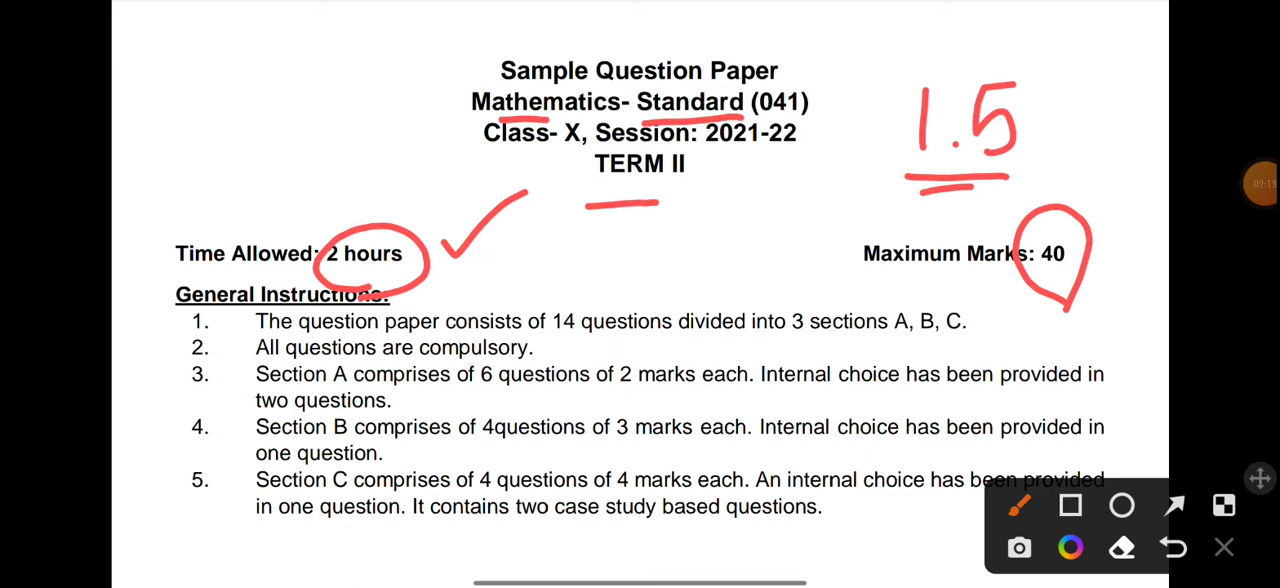 Sample Question Paper
Mathematics- Standard (041)
Class- X, Session: 2021-22
TERM II
1.5
Time Allowed: 2 hours
Maximum Marks: 40
General Instructions:
1. The question paper consists of 14 questions divided into 3 sections A, B, C.
2. All questions are compulsory.
3. Section A comprises of 6 questions of 2 marks each. Internal choice has been provided in
two questions.
4. Section B comprises of 4questions of 3 marks each. Internal choice has been provided in
one question.
5. Section C comprises of 4 questions of 4 marks each. An internal choice has been provided
in one question. It contains two case study based questions.